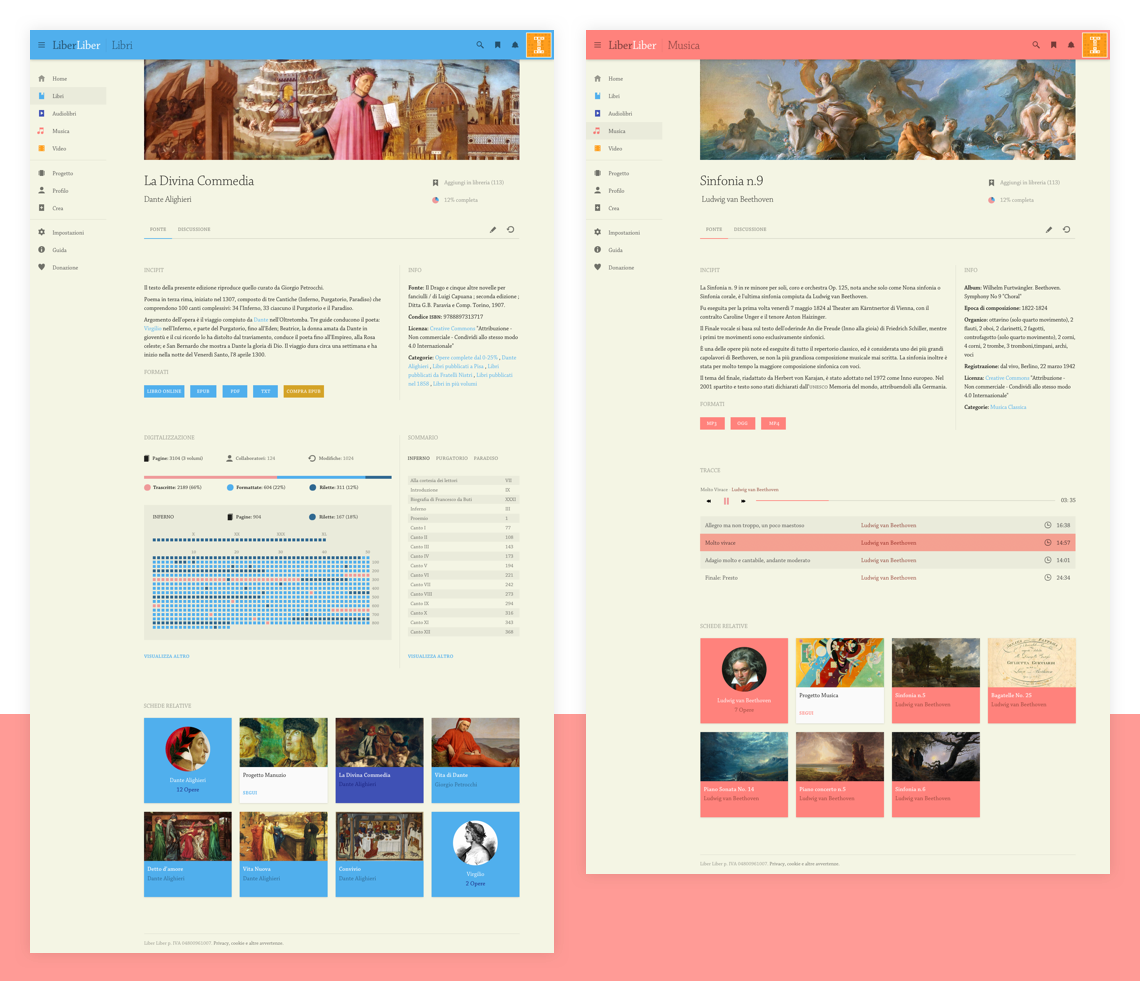 LiberLiber Libri
Home
Libri
Audiolibri
Musica
Video
Progetto
Profilo
Crea
Impostazioni
Guida
Donazione
La Divina Commedia
Dante Alighieri
Aggiungi in libreria (113)
12% completa
FONTE DISCUSSIONE
INCIPIT
Il testo della presente edizione riproduce quello curato da Giorgio Petrocchi.
Poema in terza rima, iniziato nel 1307, composto di tre Cantiche (Inferno, Purgatorio, Paradiso) che
comprendono 100 canti complessivi: 34 l'Inferno, 33 ciascuno il Purgatorio e il Paradiso.
Argomento dell'opera è il viaggio compiuto da Dante nell'Oltretomba. Tre guide conducono il poeta:
Virgilio nell'Inferno, e parte del Purgatorio, fino all'Eden; Beatrice, la donna amata da Dante in
gioventù e il cui ricordo lo ha distolto dal traviamento, conduce il poeta fino all'Empireo, alla Rosa
celeste; e San Bernardo che mostra a Dante la gloria di Dio. Il viaggio dura circa una settimana e ha
inizio nella notte del Venerdì Santo, l'8 aprile 1300.
FORMATI
LIBRO ONLINE EPUB PDF TXT COMPRA EPUB
INFO
Fonte: Il Drago e cinque altre novelle per
fanciulli / di Luigi Capuana ; seconda edizione ;
Ditta G.B. Paravia e Comp. Torino, 1907.
Condice ISBN: 9788897313717
Licenza: Creative Commons "Attribuzione -
Non commerciale - Condividi allo stesso modo
4.0 Internazionale"
Categorie: Opere complete dal 0-25% , Dante
Alighieri , Libri pubblicati a Pisa , Libri
pubblicati da Fratelli Nistri , Libri pubblicati
nel 1858 , Libri in più volumi
DIGITALIZZAZIONE
Pagine: 3104 (3 volumi) Collaboratori: 124 Modifiche: 1024
Trascritte: 2189 (66%) Formattate: 604 (22%) Rilette: 311 (12%)
INFERNO Pagine: 904 Rilette: 167 (18%)
X XX XXX XL
10 20 30 40 50
100
200
300
400
500
600
700
800
VISUALIZZA ALTRO
SOMMARIO
INFERNO PURGATORIO PARADISO
Alla cortesia dei lettori VII
Introduzione IX
Biografia di Francesco da Buti XXXI
Inferno XI
Proemio 1
Canto I 77
Canto II 108
Canto III 143
Canto IV 173
Canto V 194
Canto VI 221
Canto VII 242
Canto VIII 273
Canto IX 294
Canto X 316
Canto XI 343
Canto XII 368
VISUALIZZA ALTRO
SCHEDE RELATIVE
Dante Alighieri
12 Opere
Progetto Manuzio
SEGUI
La Divina Commedia
Dante Alighieri
Vita di Dante
Giorgio Petrocchi
Detto d'amore
Dante Alighieri
Vita Nuova
Dante Alighieri
Convivio
Dante Alighieri
Virgilio
2 Opere
Liber Liber p. IVA 04800961007. Privacy, cookie e altre avvertenze.
LiberLiber Musica
Home
Libri
Audiolibri
Musica
Video
Progetto
Profilo
Crea
Impostazioni
Guida
Donazione
Sinfonia n.9
Ludwig van Beethoven
Aggiungi in libreria (113)
12% completa
FONTE DISCUSSIONE
INCIPIT
La Sinfonia n. 9 in re minore per soli, coro e orchestra Op. 125, nota anche solo come Nona sinfonia o
Sinfonia corale, è l'ultima sinfonia compiuta da Ludwig van Beethoven.
Fu eseguita per la prima volta venerdì 7 maggio 1824 al Theater am Kärntnertor di Vienna, con il
contralto Caroline Unger e il tenore Anton Haizinger.
Il Finale vocale si basa sul testo dell'oderinde An die Freude (Inno alla gioia) di Friedrich Schiller, mentre
i primi tre movimenti sono esclusivamente sinfonici.
È una delle opere più note ed eseguite di tutto il repertorio classico, ed è considerata uno dei più grandi
capolavori di Beethoven, se non la più grandiosa composizione musicale mai scritta. La sinfonia inoltre è
stata per molto tempo la maggiore composizione sinfonica con voci.
Il tema del finale, riadattato da Herbert von Karajan, è stato adottato nel 1972 come Inno europeo. Nel
2001 spartito e testo sono stati dichiarati dall'UNESCO Memoria del mondo, attribuendoli alla Germania.
FORMATI
MP3 OGG MP4
INFO
Album: Wilhelm Furtwängler. Beethoven.
Symphony No 9 "Choral"
Epoca di composizione: 1822-1824
Organico: ottavino (solo quarto movimento), 2
flauti, 2 oboi, 2 clarinetti, 2 fagotti,
controfagotto (solo quarto movimento), 2 corni,
4 corni, 2 trombe, 3 tromboni,timpani, archi,
voci
Registrazione: dal vivo, Berlino, 22 marzo 1942
Licenza: Creative Commons "Attribuzione -
Non commerciale - Condividi allo stesso modo
4.0 Internazionale"
Categorie: Musica Classica
TRACCE
Molto Vivace Ludwig van Beethoven
03: 35
Allegro ma non troppo, un poco maestoso Ludwig van Beethoven 16:38
Molto vivace Ludwig van Beethoven 14:57
Adagio molto e cantabile, andante moderato Ludwig van Beethoven 14:01
Finale: Presto Ludwig van Beethoven 24:34
SCHEDE RELATIVE
Ludwig van Beethoven
7 Opere
Progetto Musica
SEGUI
Sinfonia n.5
Ludwig van Beethoven
Bagatelle No. 25
Ludwig van Beethoven
Piano Sonata No. 14
Ludwig van Beethoven
Piano concerto n.5
Ludwig van Beethoven
Sinfonia n.6
Ludwig van Beethoven
Liber Liber p. IVA 04800961007. Privacy, cookie e altre avvertenze.